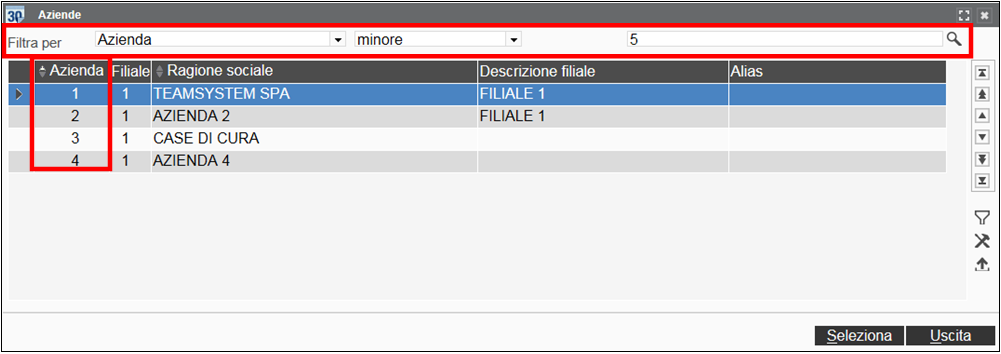 30 Aziende
Filtra per Azienda minore 5
Azienda Filiale Ragione sociale Descrizione filiale Alias
1 1 TEAMSYSTEM SPA FILIALE 1
2 1 AZIENDA 2 FILIALE 1
3 1 CASE DI CURA
4 1 AZIENDA 4
Seleziona Uscita